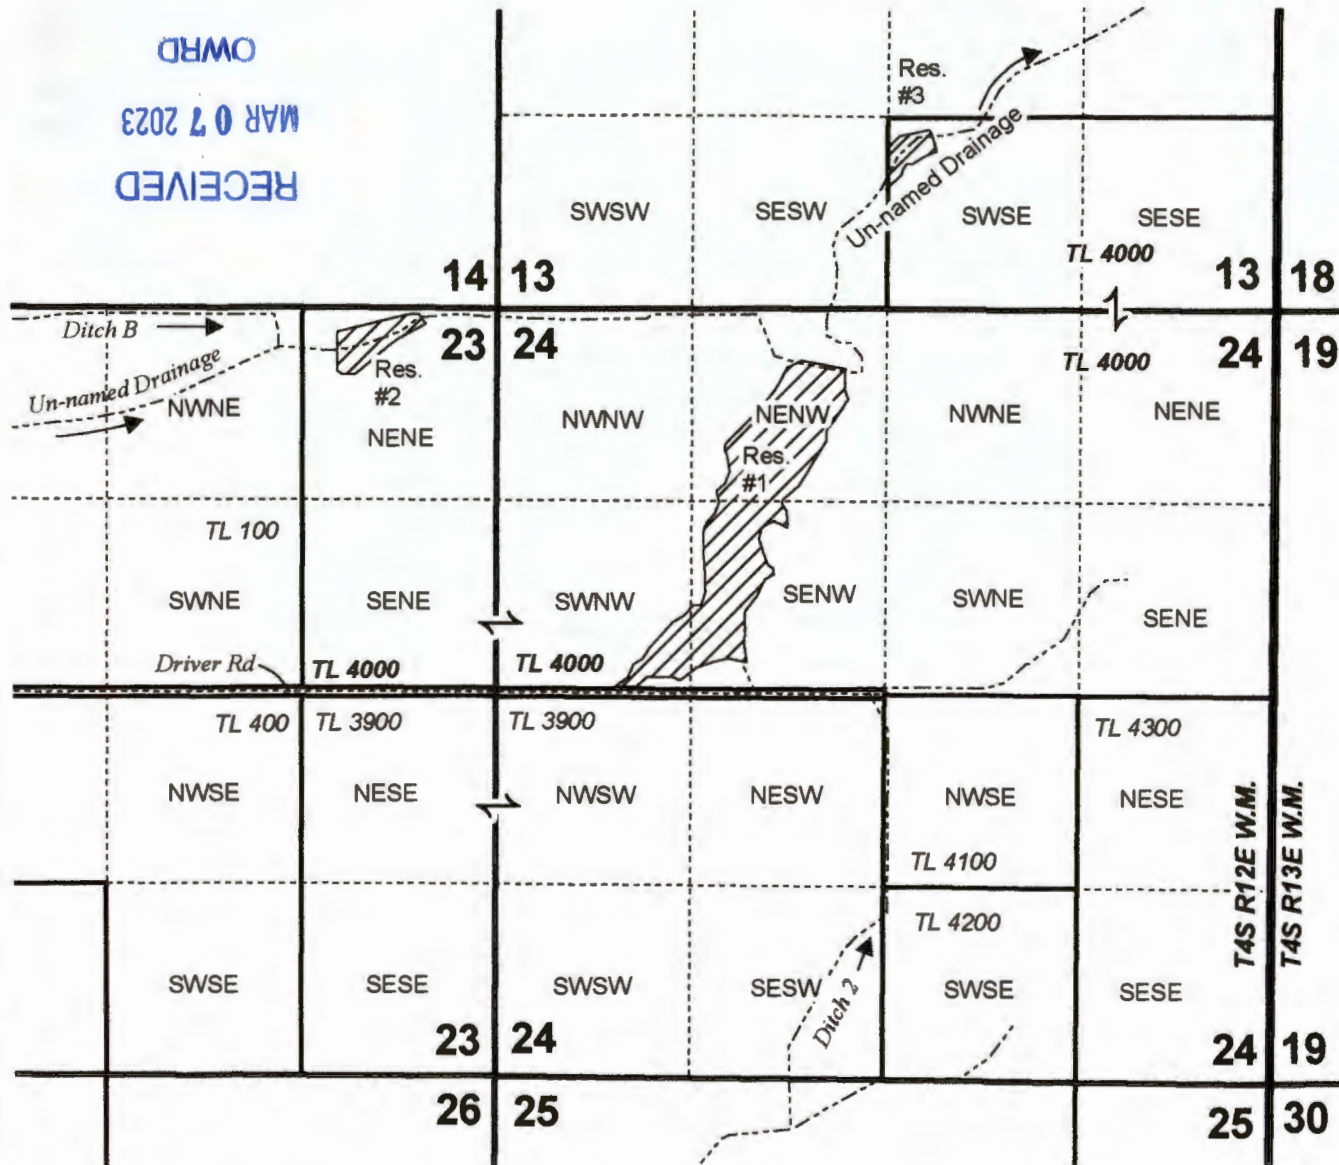 OWRD
MAR 07 2023
RECEIVED
Res.
#3
Un-named Drainage
SWSW
SESW
SWSE
SESE
TL 4000
14
13
13
18
Ditch B
23
24
TL 4000
24
19
Un-named Drainage
Res.
#2
NWNE
NENE
NWNW
NENW
NWNE
NENE
Res.
#1
TL 100
SWNE
SENE
SWNW
SENW
SWNE
SENE
Driver Rd
TL 4000
TL 4000
TL 400
TL 3900
TL 3900
TL 4300
NWSE
NESE
NWSW
NESW
NWSE
NESE
T4S R12E W.M.
T4S R13E W.M.
TL 4100
TL 4200
SWSE
SESE
SWSW
SESW
Ditch 2
SWSE
SESE
23
24
24
19
26
25
25
30